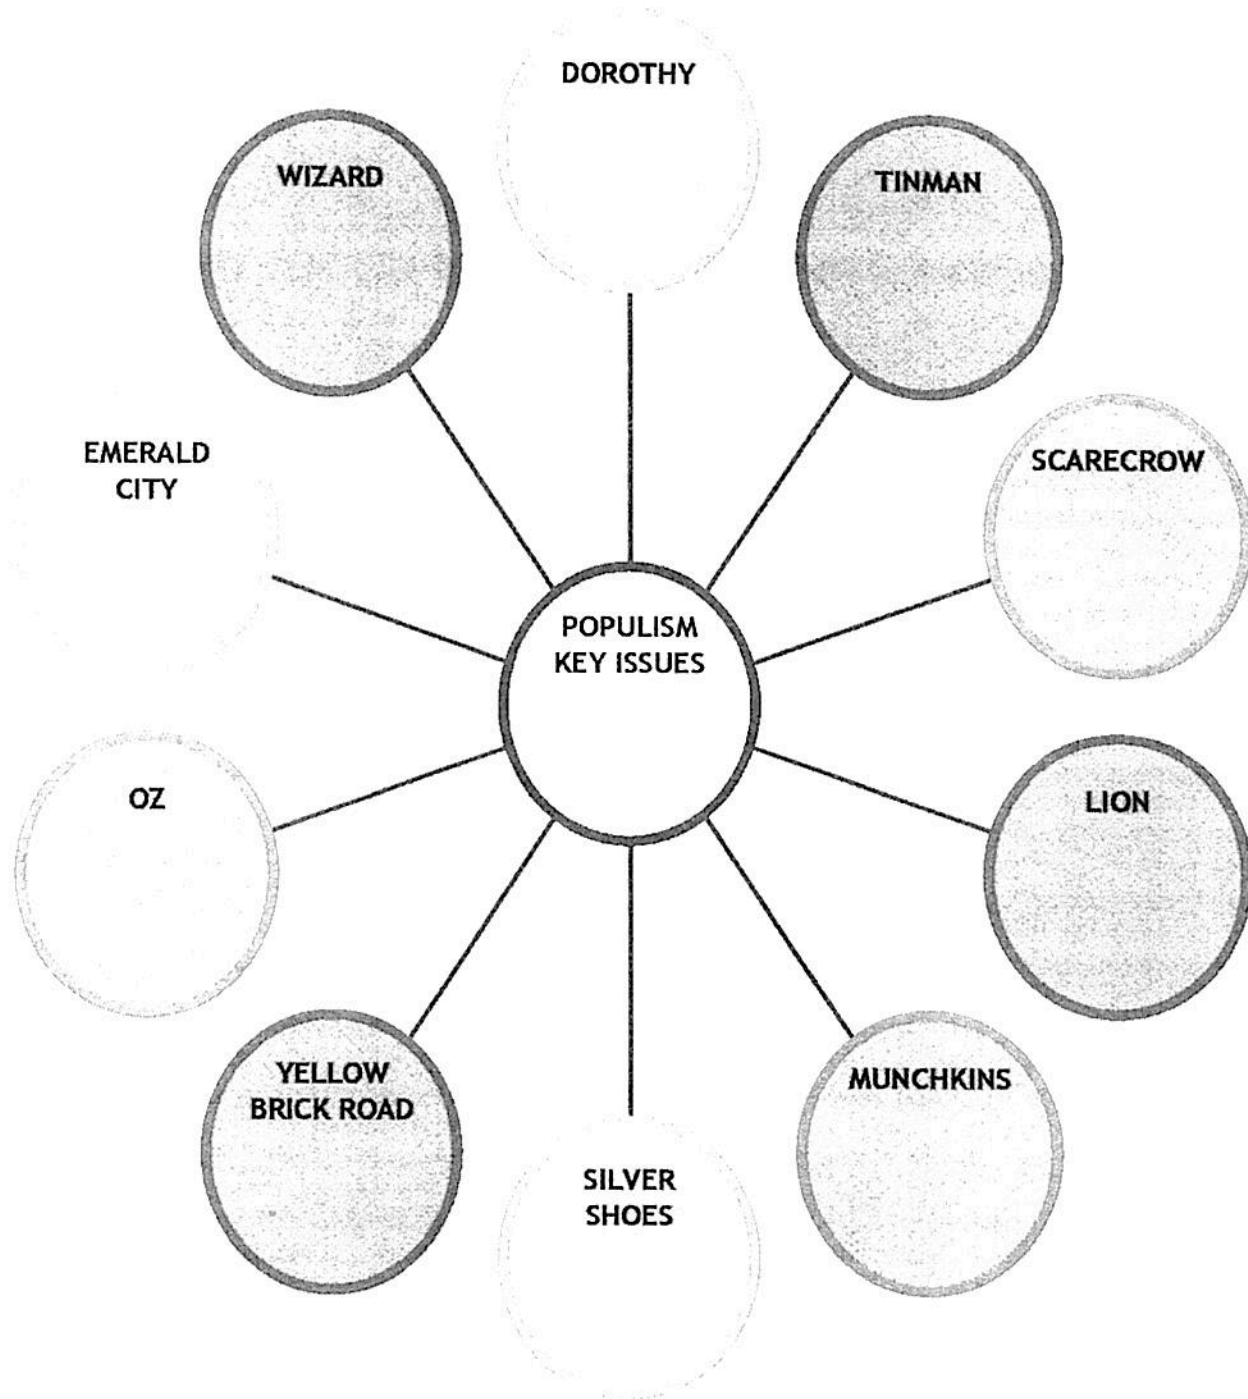 DOROTHY
WIZARD
TINMAN
EMERALD
CITY
SCARECROW
POPULISM
KEY ISSUES
OZ
LION
YELLOW
BRICK ROAD
MUNCHKINS
SILVER
SHOES